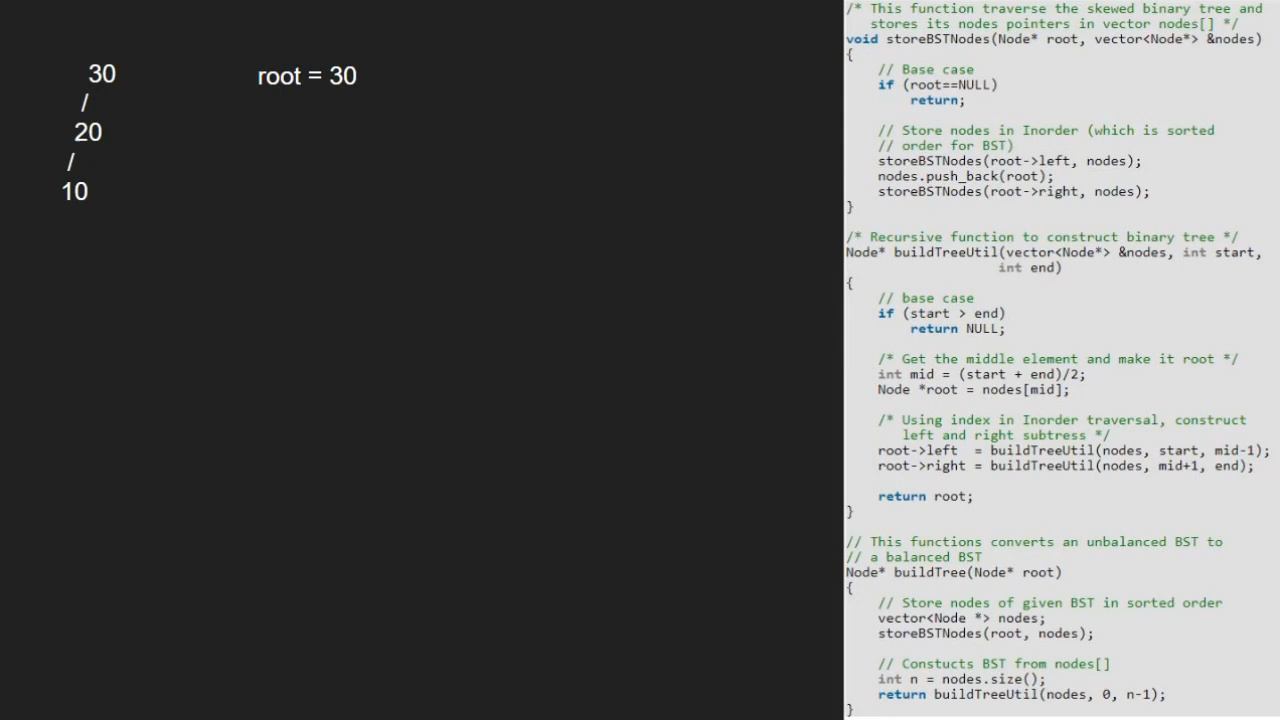 30
/
20
/
10
root = 30
/* This function traverse the skewed binary tree and
stores its nodes pointers in vector nodes[] */
void storeBSTNodes(Node* root, vector<Node*> &nodes)
{
// Base case
if (root==NULL)
return;
// Store nodes in Inorder (which is sorted
// order for BST)
storeBSTNodes(root->left, nodes);
nodes.push_back(root);
storeBSTNodes(root->right, nodes);
}
/* Recursive function to construct binary tree */
Node* buildTreeUtil(vector<Node*> &nodes, int start,
int end)
{
// base case
if (start > end)
return NULL;
/* Get the middle element and make it root */
int mid = (start + end)/2;
Node *root = nodes[mid];
/* Using index in Inorder traversal, construct
left and right subtress */
root->left  = buildTreeUtil(nodes, start, mid-1);
root->right = buildTreeUtil(nodes, mid+1, end);
return root;
}
// This functions converts an unbalanced BST to
// a balanced BST
Node* buildTree(Node* root)
{
// Store nodes of given BST in sorted order
vector<Node *> nodes;
storeBSTNodes(root, nodes);
// Constucts BST from nodes[]
int n = nodes.size();
return buildTreeUtil(nodes, 0, n-1);
}